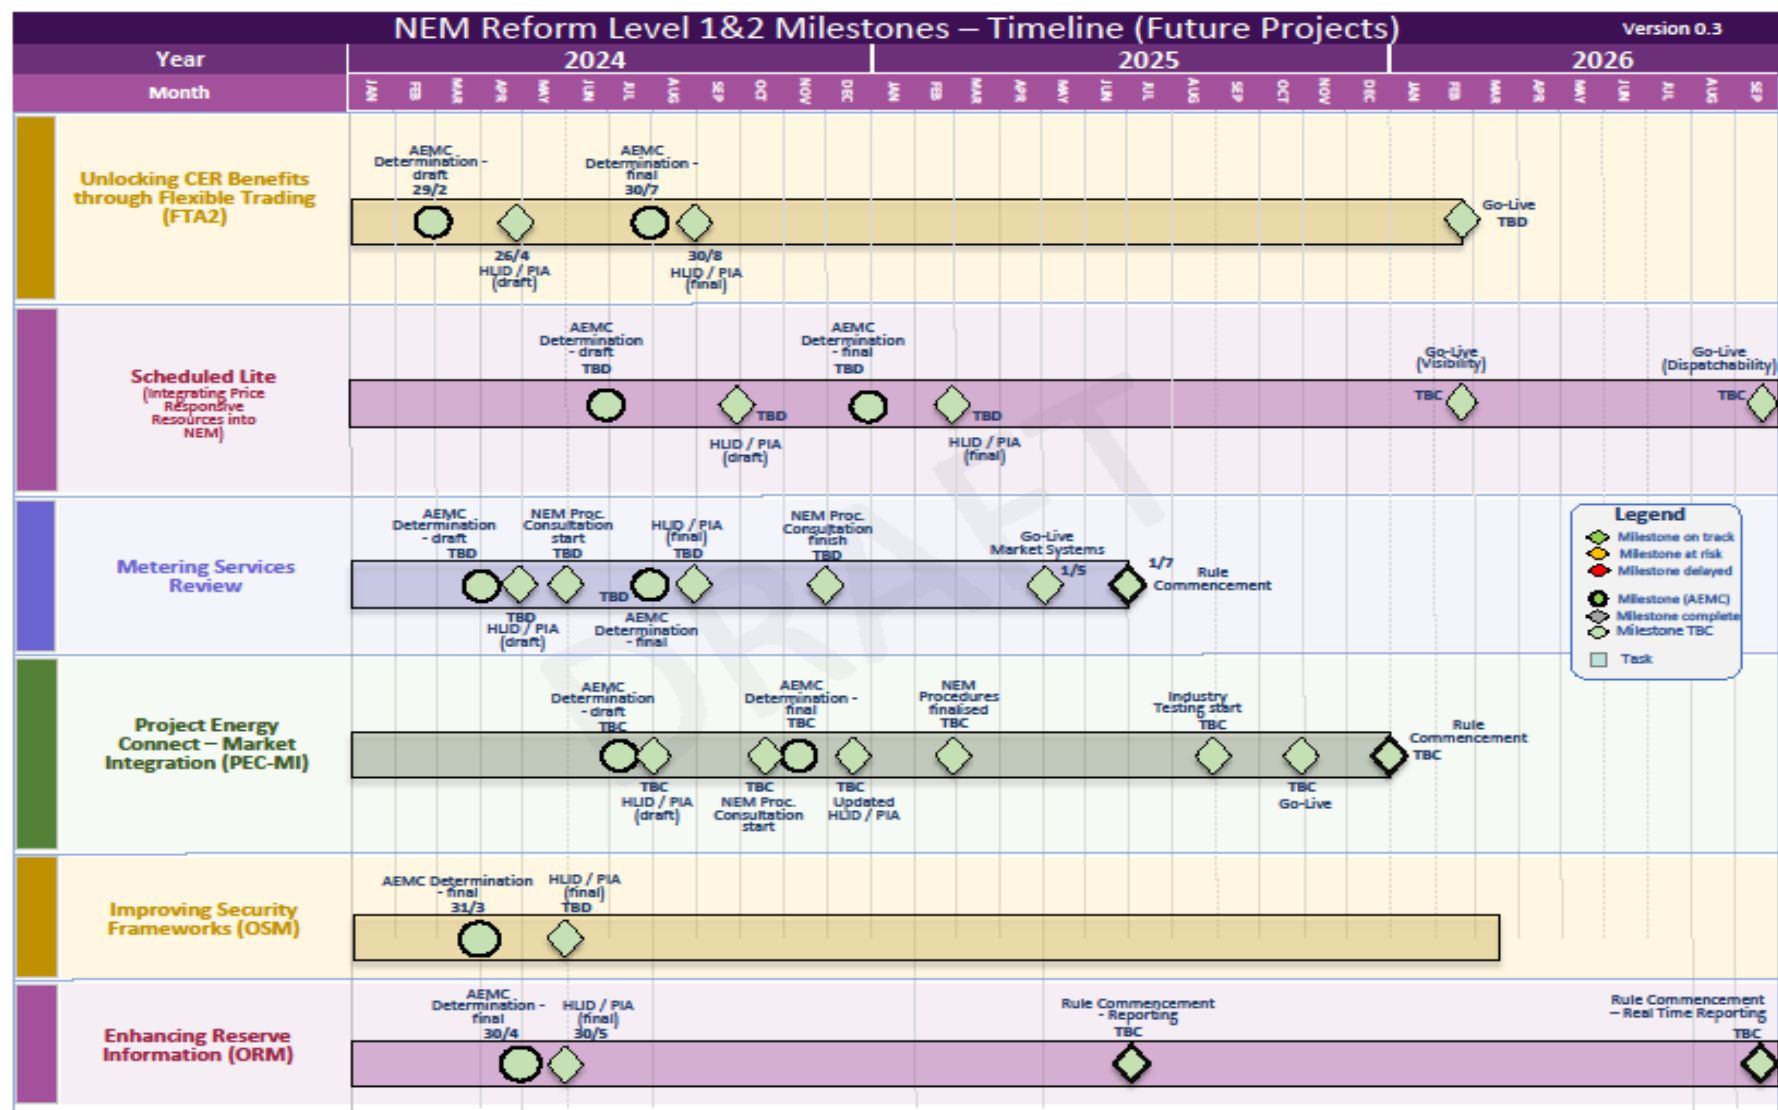 NEM Reform Level 1&2 Milestones – Timeline (Future Projects)
Version 0.3
Year
2024
2025
2026
Month
JAN
FEB
MAR
APR
MAY
JUN
JUL
AUG
SEP
OCT
NOV
DEC
JAN
FEB
MAR
APR
MAY
JUN
JUL
AUG
SEP
OCT
NOV
DEC
JAN
FEB
MAR
APR
MAY
JUN
JUL
AUG
SEP
Unlocking CER Benefits
through Flexible Trading
(FTA2)
AEMC
Determination -
draft
29/2
AEMC
Determination -
final
30/7
26/4
HLID / PIA
(draft)
30/8
HLID / PIA
(final)
Go-Live
TBD
Scheduled Lite
(Integrating Price
Responsive
Resources into
NEM)
AEMC
Determination
- draft
TBD
TBD
HLID / PIA
(draft)
AEMC
Determination
- final
TBD
TBD
HLID / PIA
(final)
Go-Live
(Visibility)
TBC
Go-Live
(Dispatchability)
TBC
Metering Services
Review
AEMC
Determination
- draft
TBD
TBD
HLID / PIA
(draft)
NEM Proc.
Consultation
start
TBD
TBD
AEMC
Determination
- final
HLID / PIA
(final)
TBD
NEM Proc.
Consultation
finish
TBD
Go-Live
Market Systems
1/5
1/7
Rule
Commencement
Legend
Milestone on track
Milestone at risk
Milestone delayed
Milestone (AEMC)
Milestone complete
Milestone TBC
Task
Project Energy
Connect – Market
Integration (PEC-MI)
AEMC
Determination
- draft
TBC
TBC
HLID / PIA
(draft)
TBC
NEM Proc.
Consultation
start
AEMC
Determination -
final
TBC
TBC
Updated
HLID / PIA
NEM
Procedures
finalised
TBC
Industry
Testing start
TBC
TBC
Go-Live
Rule
Commencement
TBC
Improving Security
Frameworks (OSM)
AEMC Determination
- final
31/3
HLID / PIA
(final)
TBD
Enhancing Reserve
Information (ORM)
AEMC
Determination -
final
30/4
HLID / PIA
(final)
30/5
Rule Commencement
- Reporting
TBC
Rule Commencement
– Real Time Reporting
TBC
DRAFT